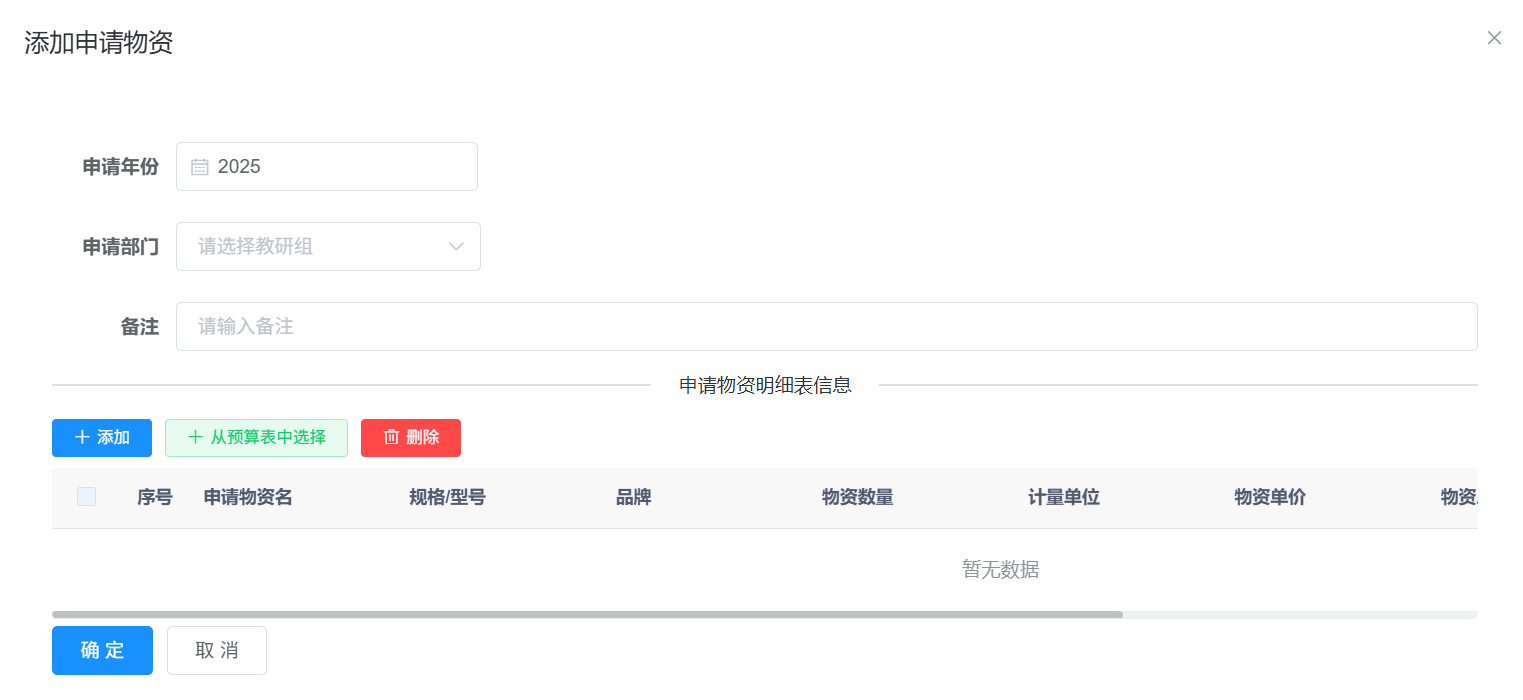 添加申请物资
申请年份 2025
申请部门 请选择教研组
备注 请输入备注
申请物资明细表信息
添加 从预算表中选择 删除
序号 申请物资名 规格/型号 品牌 物资数量 计量单位 物资单价 物资
暂无数据
确 定 取 消